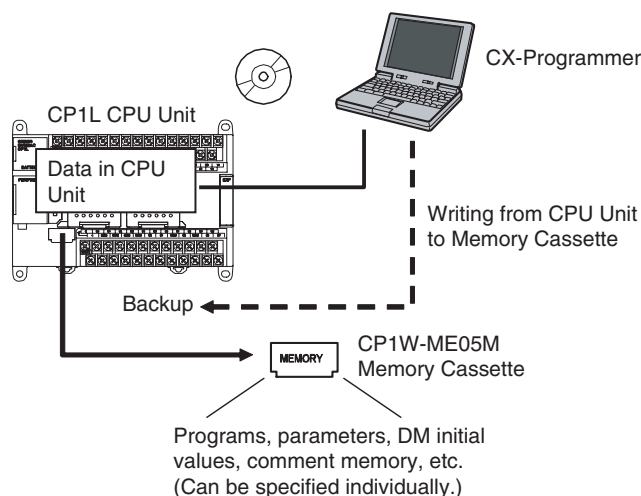 CX-Programmer
CP1L CPU Unit
Data in CPU
Unit
Writing from CPU Unit
to Memory Cassette
Backup
MEMORY
CP1W-ME05M
Memory Cassette
Programs, parameters, DM initial
values, comment memory, etc.
(Can be specified individually.)